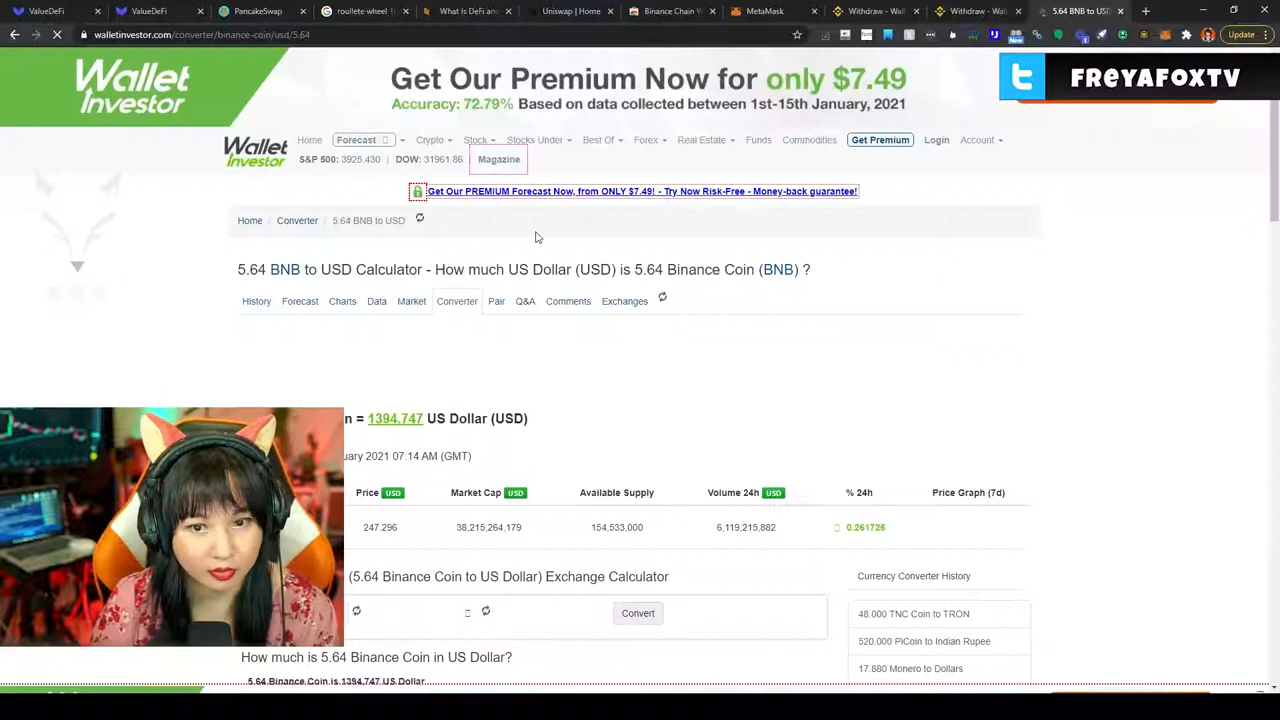 ValueDeFi
ValueDeFi
PancakeSwap
roullete wheel
What Is DeFi and
Uniswap | Home
Binance Chain W
MetaMask
Withdraw - Wall
Withdraw - Wall
5.64 BNB to USD
walletinvestor.com/converter/binance-coin/usd/5.64
New
Update
Wallet
Investor
Get Our Premium Now for only $7.49
Accuracy: 72.79% Based on data collected between 1st-15th January, 2021
FREYAFOXTV
Wallet
Investor
Home
Forecast
Crypto
Stock
Stocks Under
Best Of
Forex
Real Estate
Funds
Commodities
Get Premium
Login
Account
S&P 500: 3925.430 | DOW: 31961.86
Magazine
Get Our PREMIUM Forecast Now, from ONLY $7.49! - Try Now Risk-Free - Money-back guarantee!
Home / Converter / 5.64 BNB to USD
5.64 BNB to USD Calculator - How much US Dollar (USD) is 5.64 Binance Coin (BNB) ?
History
Forecast
Charts
Data
Market
Converter
Pair
Q&A
Comments
Exchanges
n = 1394.747 US Dollar (USD)
uary 2021 07:14 AM (GMT)
Price USD
Market Cap USD
Available Supply
Volume 24h USD
% 24h
Price Graph (7d)
247.296
38,215,264,179
154,533,000
6,119,215,882
0.261726
(5.64 Binance Coin to US Dollar) Exchange Calculator
Currency Converter History
Convert
48.000 TNC Coin to TRON
520.000 PiCoin to Indian Rupee
17.880 Monero to Dollars
How much is 5.64 Binance Coin in US Dollar?
5.64 Binance Coin is 1394.747 US Dollar